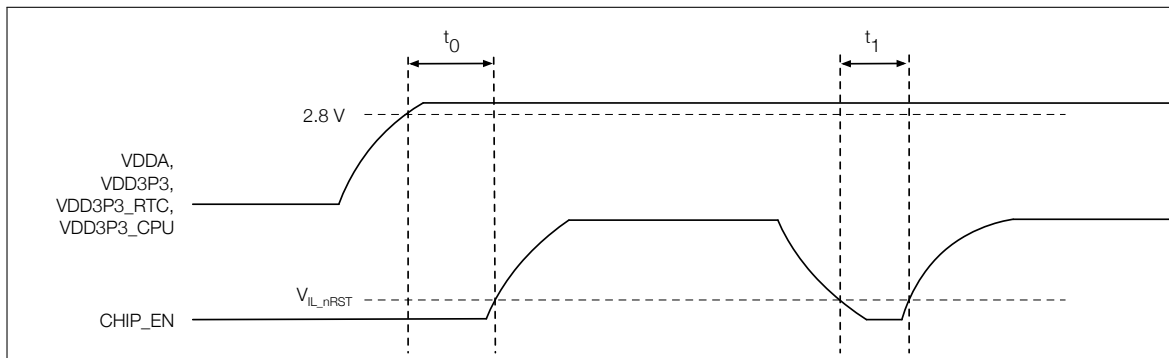 t0
t1
2.8 V
VDDA,
VDD3P3,
VDD3P3_RTC,
VDD3P3_CPU
VIL_nRST
CHIP_EN